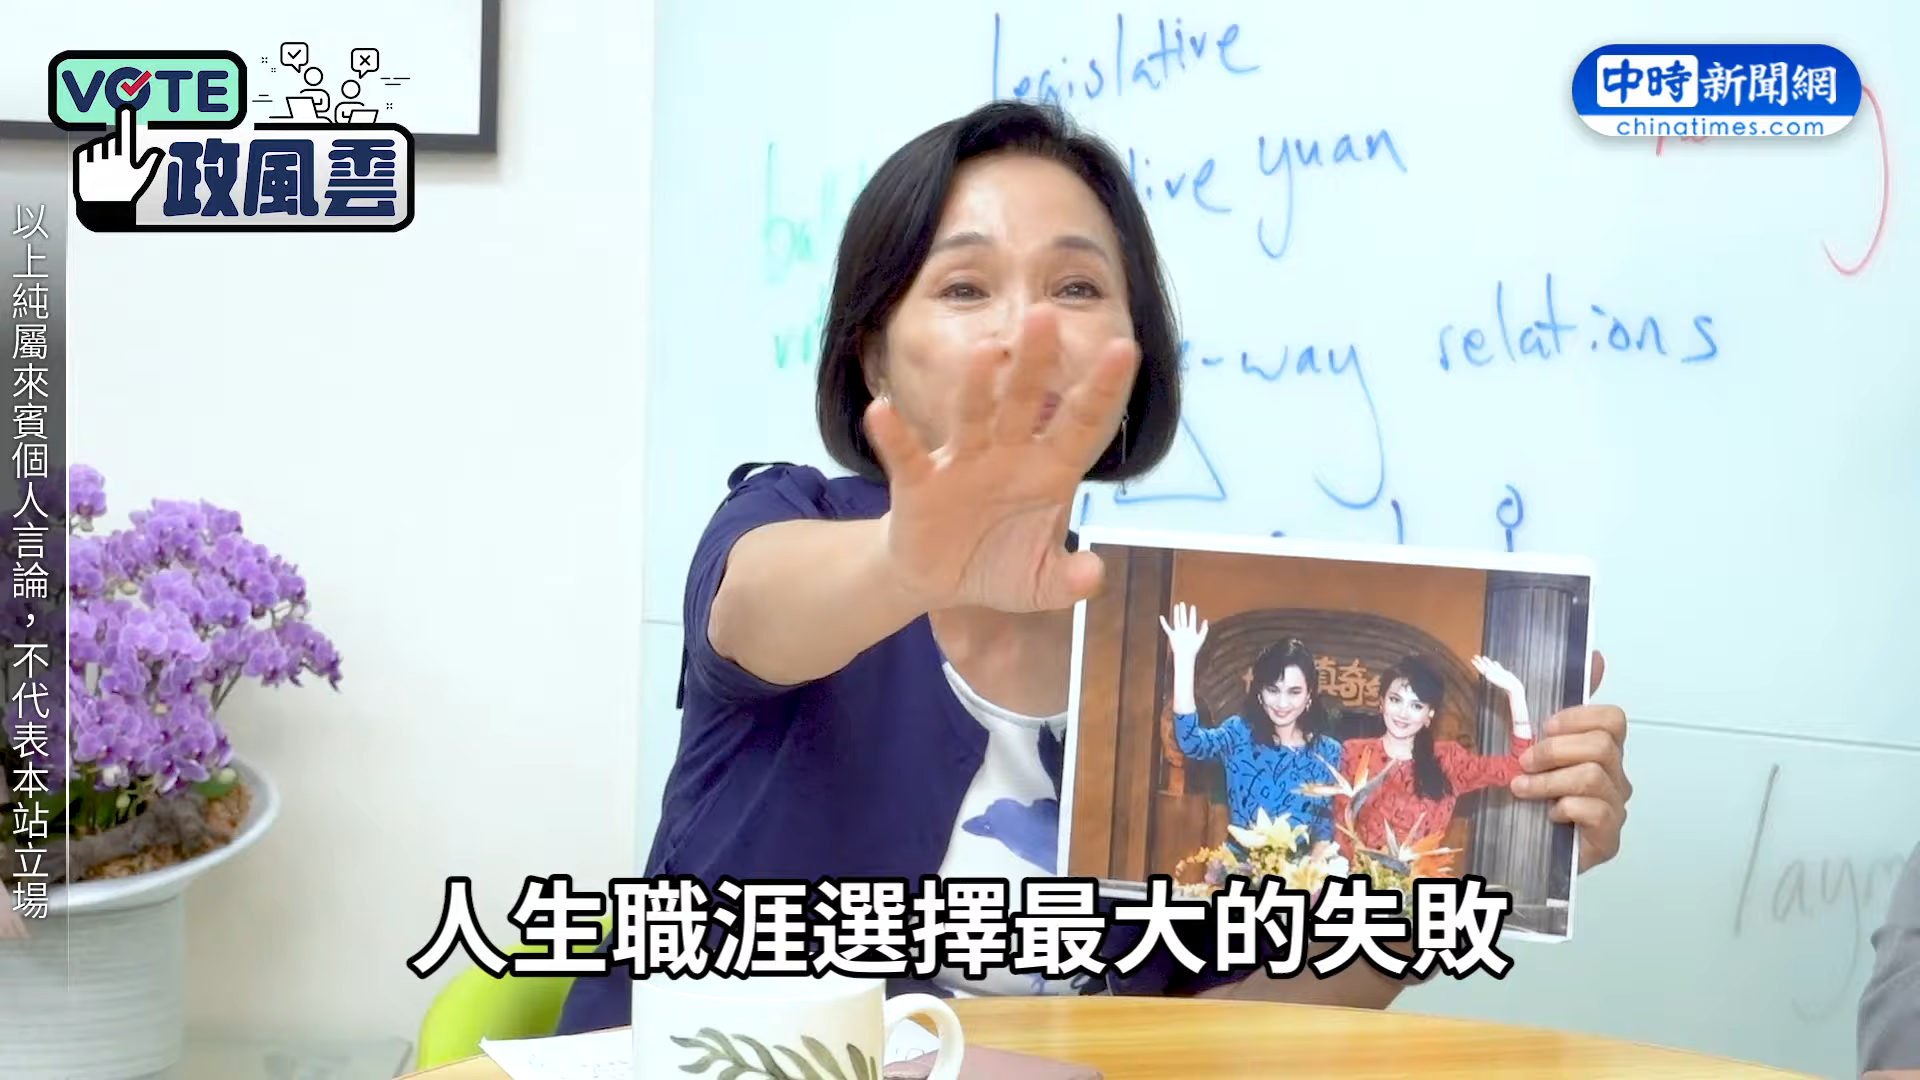 VOTE
政風雲
中時新聞網
chinatimes.com
以上純屬來賓個人言論，不代表本站立場
legislative
yuan
relations
真奇
人生職涯選擇最大的失敗